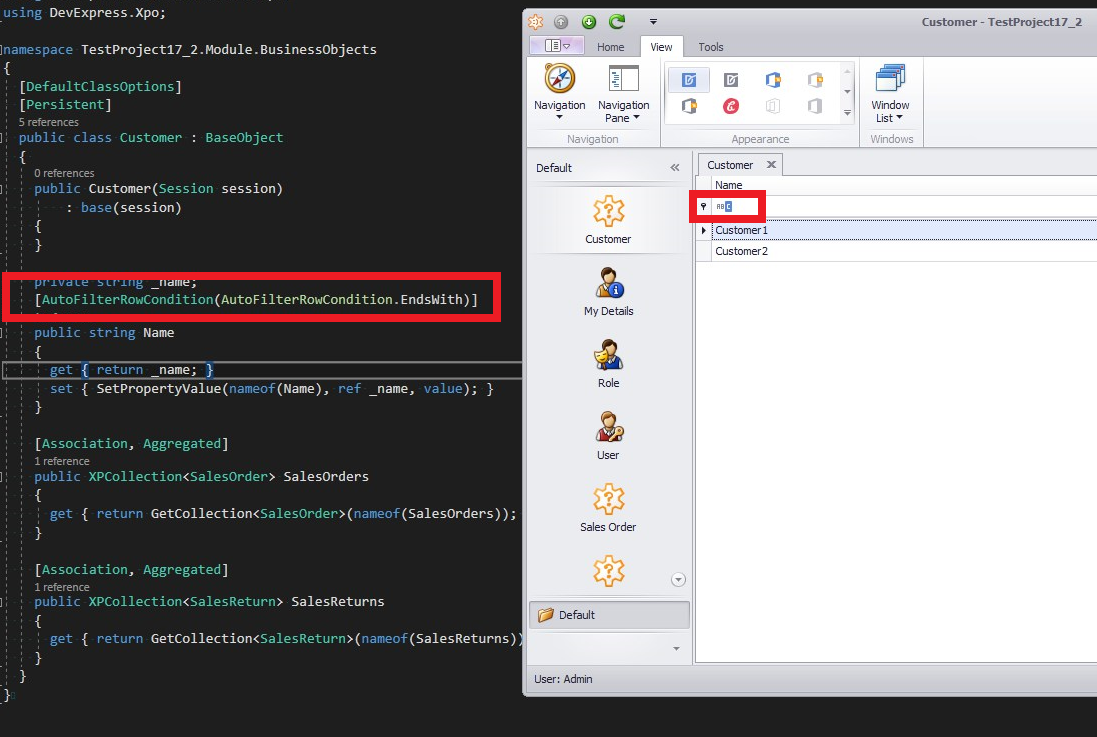 using DevExpress.Xpo;
namespace TestProject17_2.Module.BusinessObjects
{
[DefaultClassOptions]
[Persistent]
5 references
public class Customer : BaseObject
{
0 references
public Customer(Session session)
: base(session)
{
}
private string _name;
[AutoFilterRowCondition(AutoFilterRowCondition.EndsWith)]
public string Name
{
get { return _name; }
set { SetPropertyValue(nameof(Name), ref _name, value); }
}
[Association, Aggregated]
1 reference
public XPCollection<SalesOrder> SalesOrders
{
get { return GetCollection<SalesOrder>(nameof(SalesOrders));
}
[Association, Aggregated]
1 reference
public XPCollection<SalesReturn> SalesReturns
{
get { return GetCollection<SalesReturn>(nameof(SalesReturns))
}
}
}
Customer - TestProject17_2
Home View Tools
Navigation
Navigation
Pane
Navigation
Appearance
Window
List
Windows
Default
Customer
My Details
Role
User
Sales Order
Default
User: Admin
Customer
Name
ABC
Customer1
Customer2